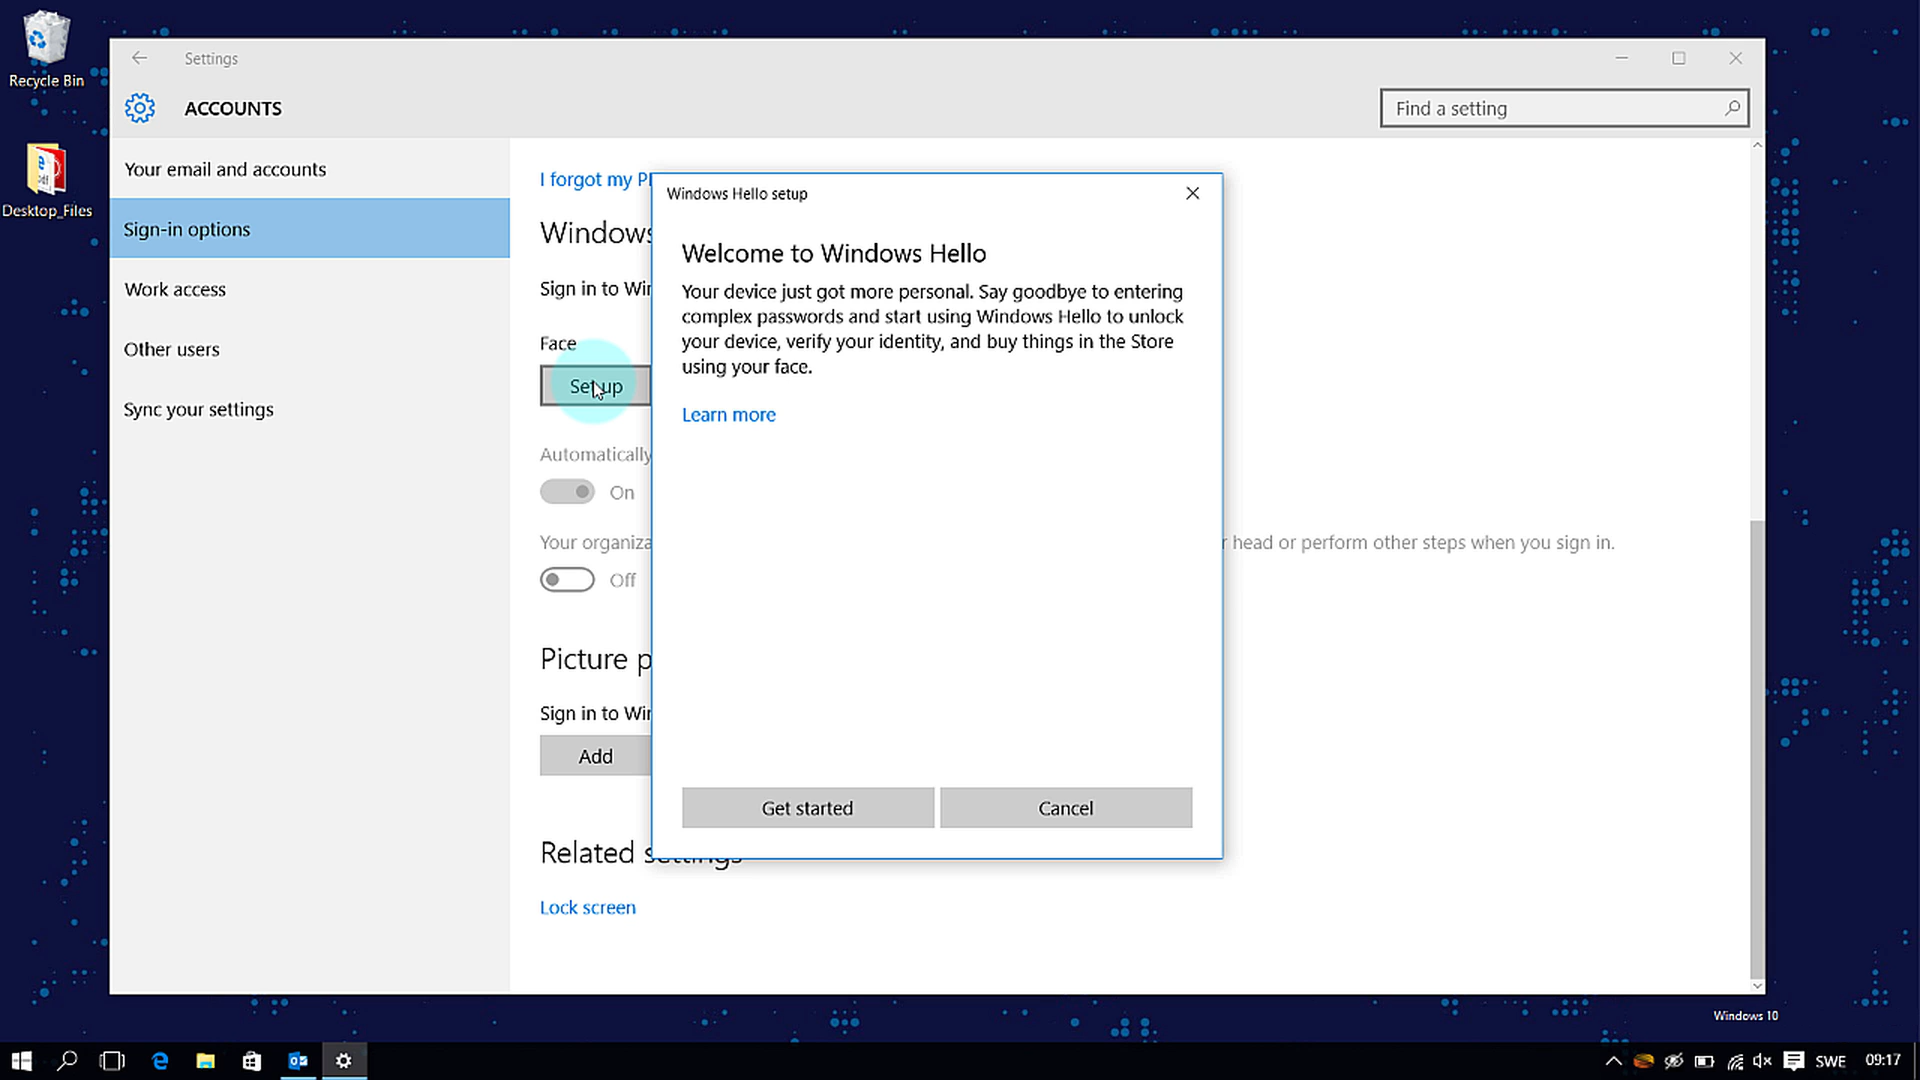 Recycle Bin
Desktop_Files
Settings
ACCOUNTS
Find a setting
Your email and accounts
Sign-in options
Work access
Other users
Sync your settings
I forgot my PI
Windows
Sign in to Wir
Face
Set up
Automatically
On
Your organiza
r head or perform other steps when you sign in.
Off
Picture p
Sign in to Wir
Add
Related settings
Lock screen
Windows Hello setup
Welcome to Windows Hello
Your device just got more personal. Say goodbye to entering
complex passwords and start using Windows Hello to unlock
your device, verify your identity, and buy things in the Store
using your face.
Learn more
Get started
Cancel
Windows 10
SWE
09:17